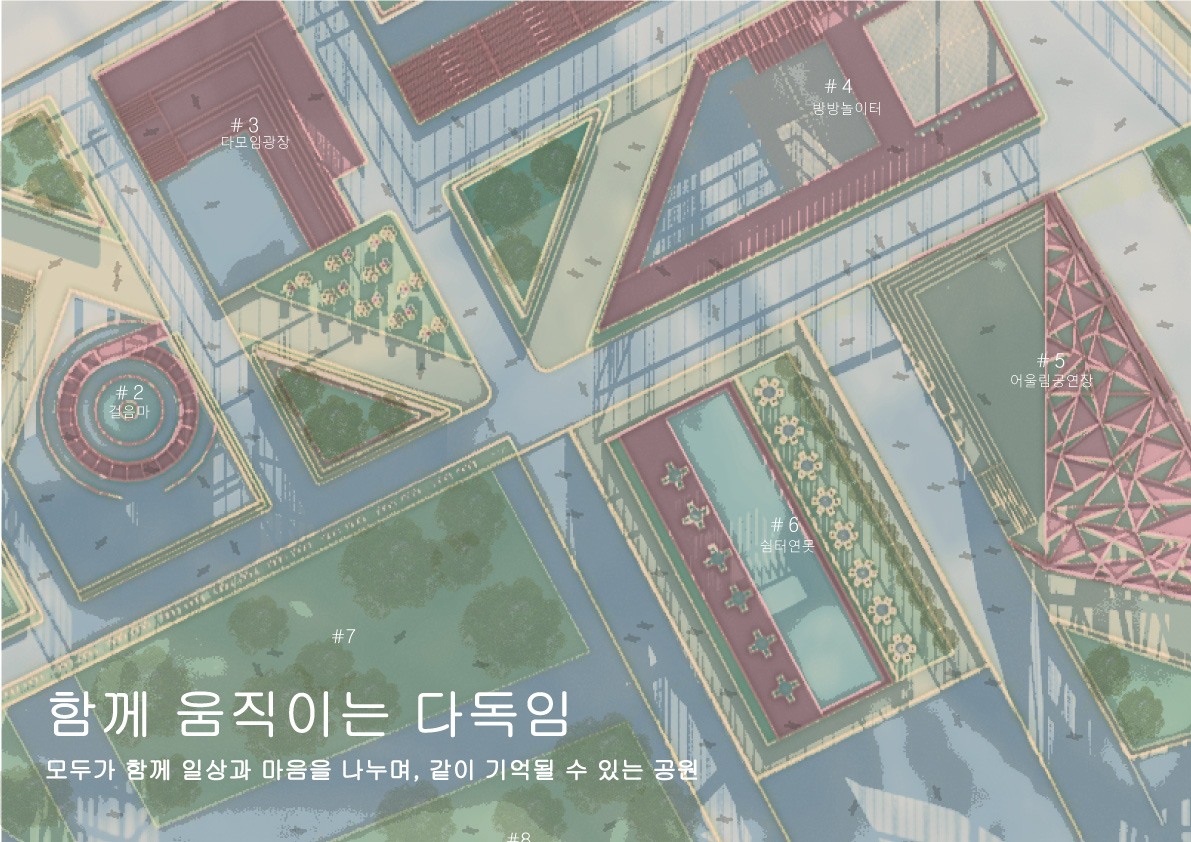 #4
방방놀이터
#3
다모임광장
#5
어울림공연장
#2
걸음마
#6
쉼터연못
#7
함께 움직이는 다독임
모두가 함께 일상과 마음을 나누며, 같이 기억될 수 있는 공원
#8